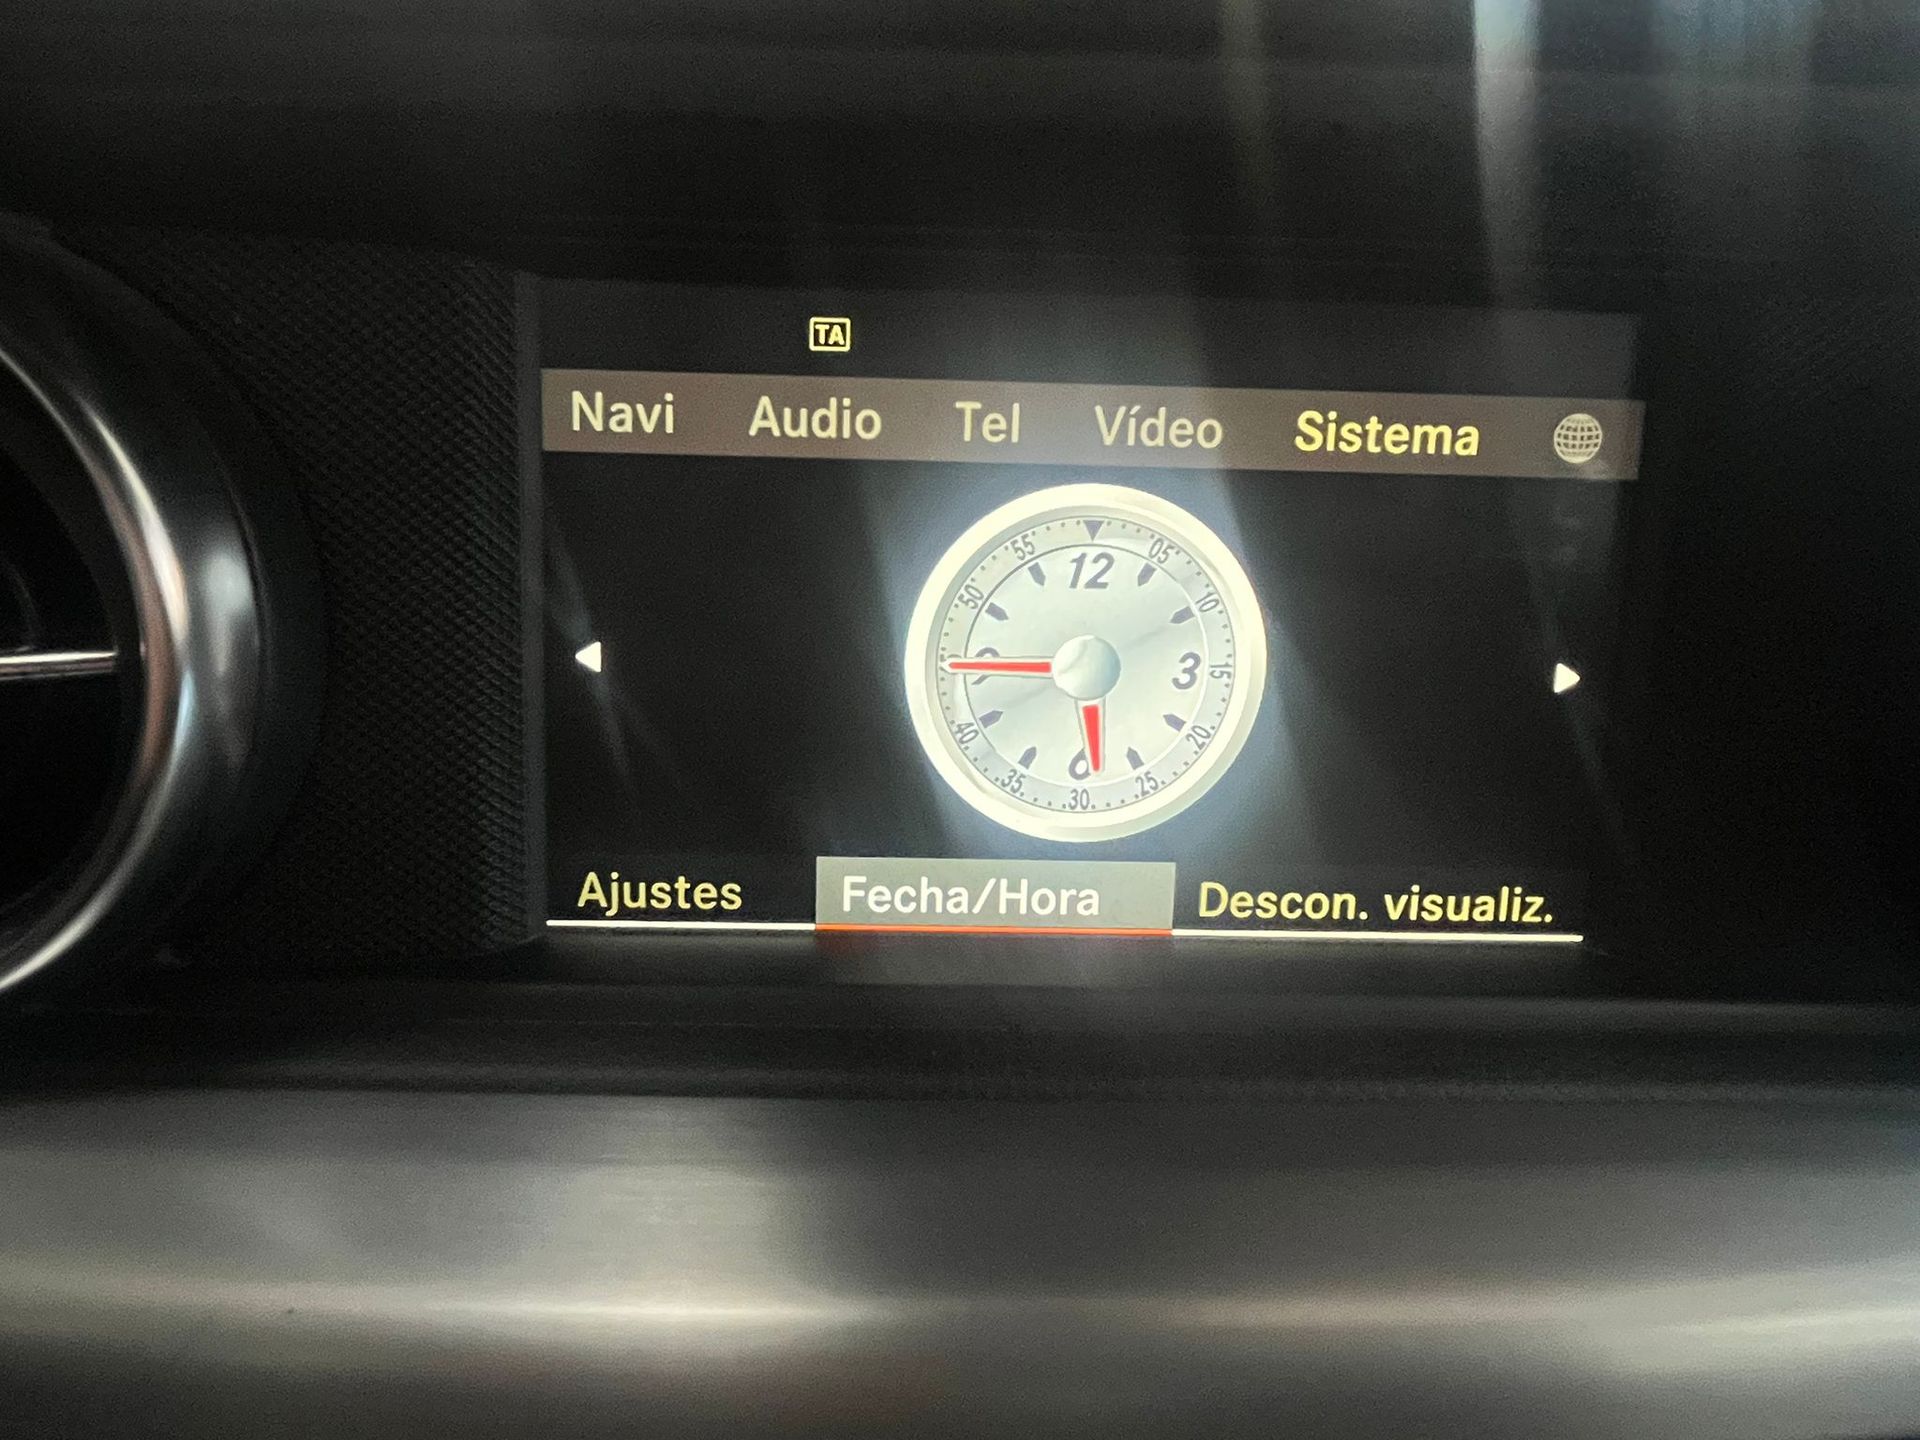 TA
Navi Audio Tel Vídeo Sistema
55 05
12
50 10
3 15
40 20
6
35 25
30
Ajustes Fecha/Hora Descon. visualiz.